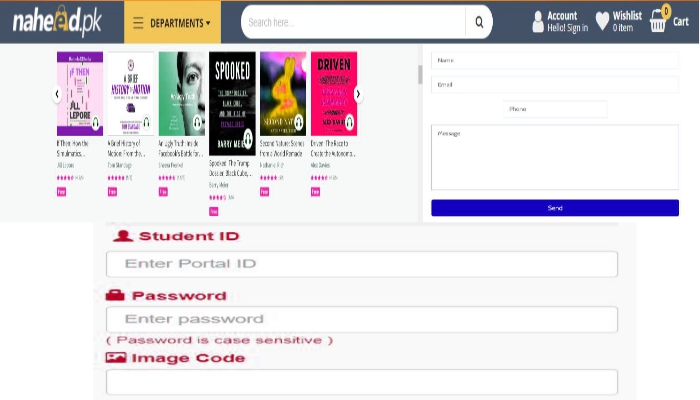 naheed.pk
DEPARTMENTS
Search here...
Account
Hello! Sign in
Wishlist
0 item
0
Cart
IF THEN
JILL LEPORE
A BRIEF HISTORY of MOTION
An Ugly Truth
SPOOKED
BARRY MEIER
SECOND NATURE
DRIVEN
If Then: How the Simulmatics...
Jill Lepore
Free
A Brief History of Motion: From the...
Tom Standage
Free
An Ugly Truth: Inside Facebook's Battle for...
Sheera Frenkel
Free
Spooked: The Trump Dossier, Black Cube,...
Barry Meier
Free
Second Nature: Scenes from a World Remade
Nathaniel Rich
Free
Driven: The Race to Create the Autonomo...
Alex Davies
Free
Name
Email
Phone
Message
Send
Student ID
Enter Portal ID
Password
Enter password
( Password is case sensitive )
Image Code